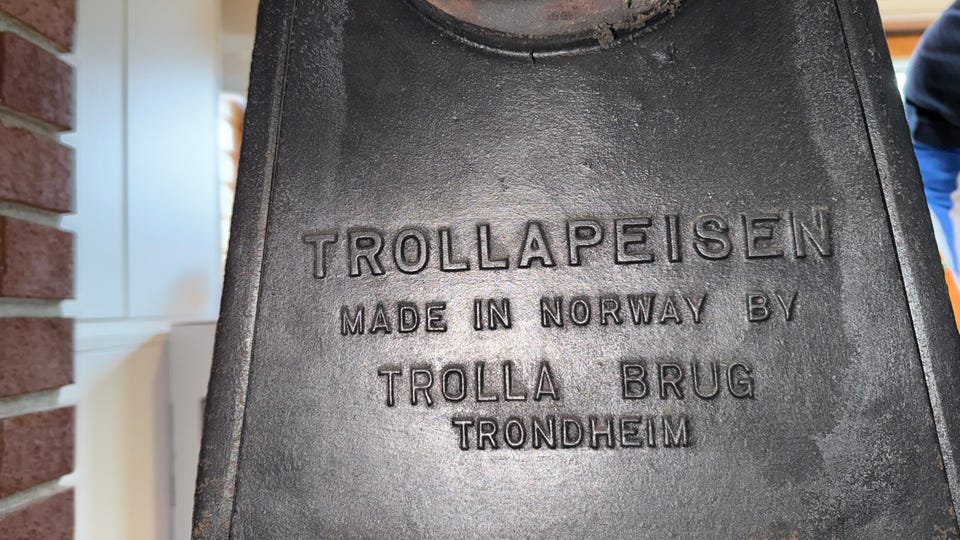 TROLLAPEISEN
MADE IN NORWAY BY
TROLLA BRUG
TRONDHEIM